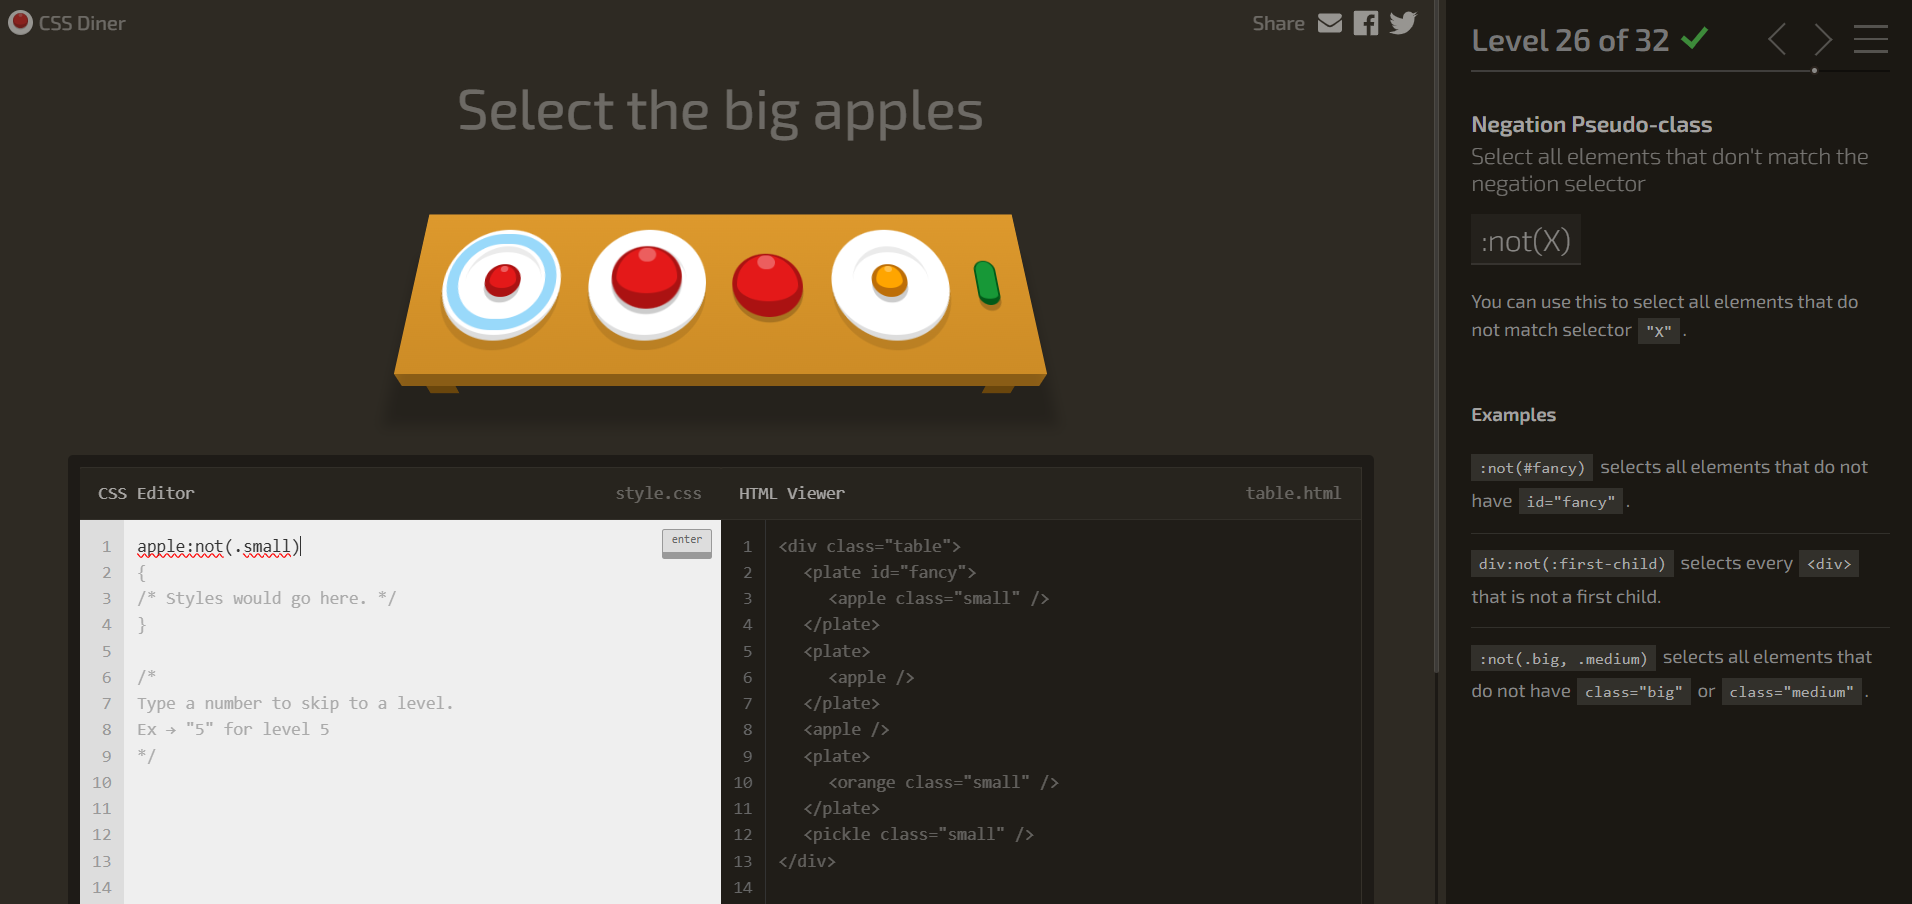 CSS Diner
Share
Select the big apples
CSS Editor style.css
1 apple:not(.small)
enter
2 {
3 /* Styles would go here. */
4 }
5
6 /*
7 Type a number to skip to a level.
8 Ex → "5" for level 5
9 */
10
11
12
13
14
HTML Viewer table.html
1 <div class="table">
2 <plate id="fancy">
3 <apple class="small" />
4 </plate>
5 <plate>
6 <apple />
7 </plate>
8 <apple />
9 <plate>
10 <orange class="small" />
11 </plate>
12 <pickle class="small" />
13 </div>
14
Level 26 of 32
Negation Pseudo-class
Select all elements that don't match the
negation selector
:not(X)
You can use this to select all elements that do
not match selector "X" .
Examples
:not(#fancy) selects all elements that do not
have id="fancy" .
div:not(:first-child) selects every <div>
that is not a first child.
:not(.big, .medium) selects all elements that
do not have class="big" or class="medium" .